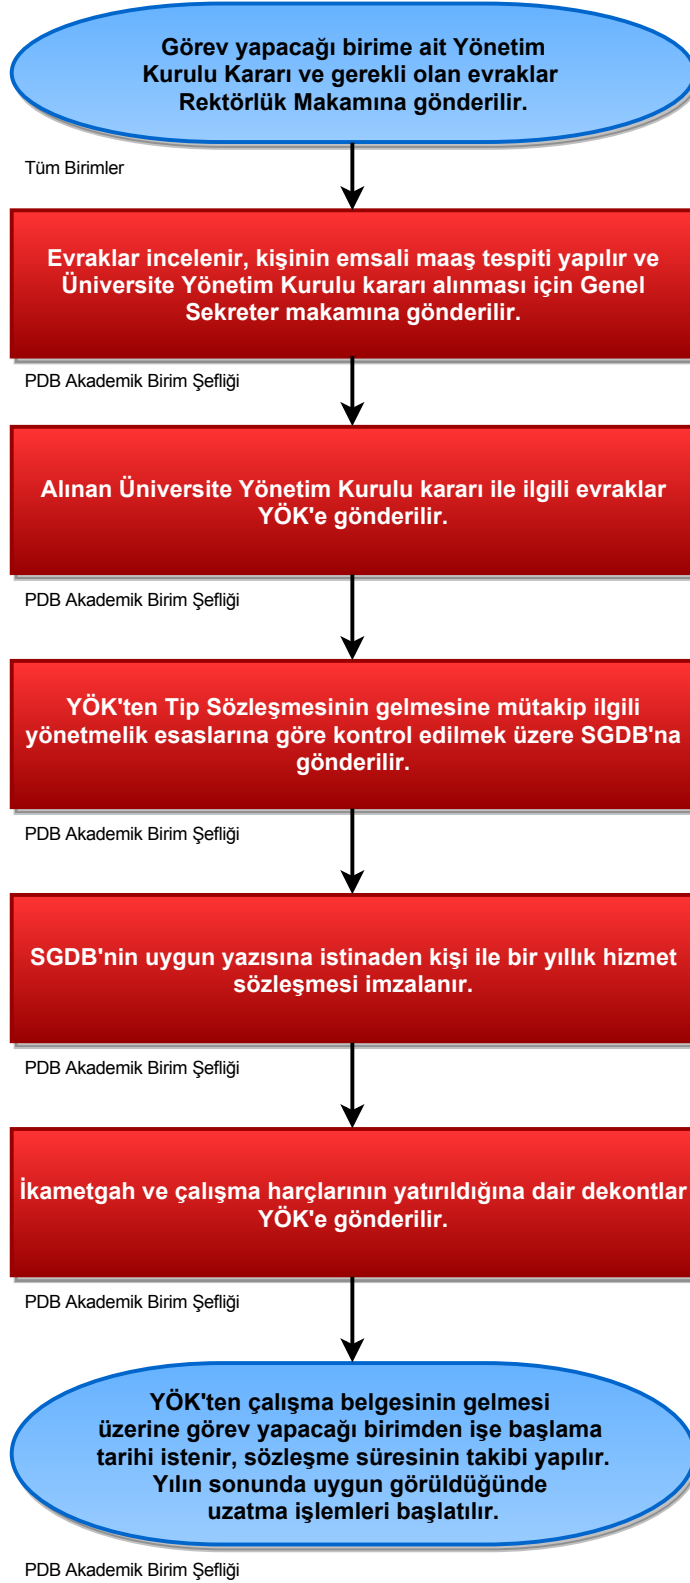 Görev yapacağı birime ait Yönetim
Kurulu Kararı ve gerekli olan evraklar
Rektörlük Makamına gönderilir.
Tüm Birimler
Evraklar incelenir, kişinin emsali maaş tespiti yapılır ve
Üniversite Yönetim Kurulu kararı alınması için Genel
Sekreter makamına gönderilir.
PDB Akademik Birim Şefliği
Alınan Üniversite Yönetim Kurulu kararı ile ilgili evraklar
YÖK'e gönderilir.
PDB Akademik Birim Şefliği
YÖK'ten Tip Sözleşmesinin gelmesine mütakip ilgili
yönetmelik esaslarına göre kontrol edilmek üzere SGDB'na
gönderilir.
PDB Akademik Birim Şefliği
SGDB'nin uygun yazısına istinaden kişi ile bir yıllık hizmet
sözleşmesi imzalanır.
PDB Akademik Birim Şefliği
İkametgah ve çalışma harçlarının yatırıldığına dair dekontlar
YÖK'e gönderilir.
PDB Akademik Birim Şefliği
YÖK'ten çalışma belgesinin gelmesi
üzerine görev yapacağı birimden işe başlama
tarihi istenir, sözleşme süresinin takibi yapılır.
Yılın sonunda uygun görüldüğünde
uzatma işlemleri başlatılır.
PDB Akademik Birim Şefliği